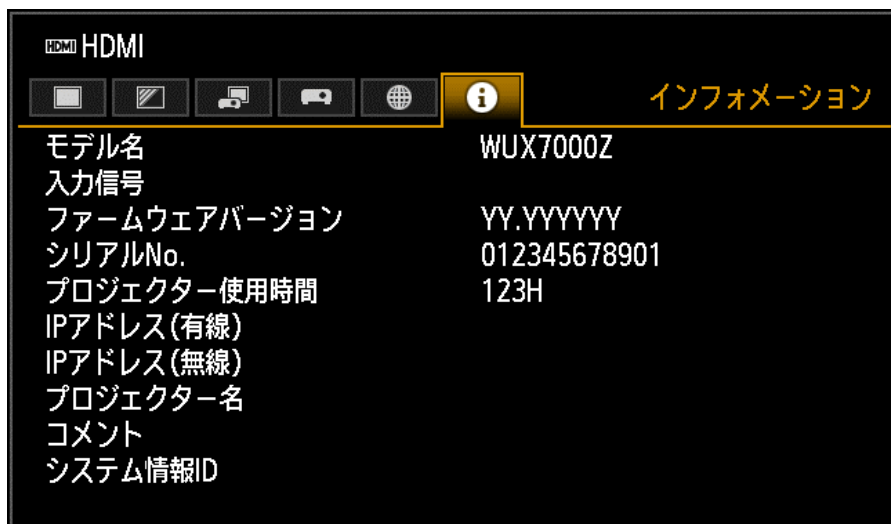 HDMI HDMI
インフォメーション
モデル名 WUX7000Z
入力信号
ファームウェアバージョン YY.YYYYYY
シリアルNo. 012345678901
プロジェクター使用時間 123H
IPアドレス(有線)
IPアドレス(無線)
プロジェクター名
コメント
システム情報ID